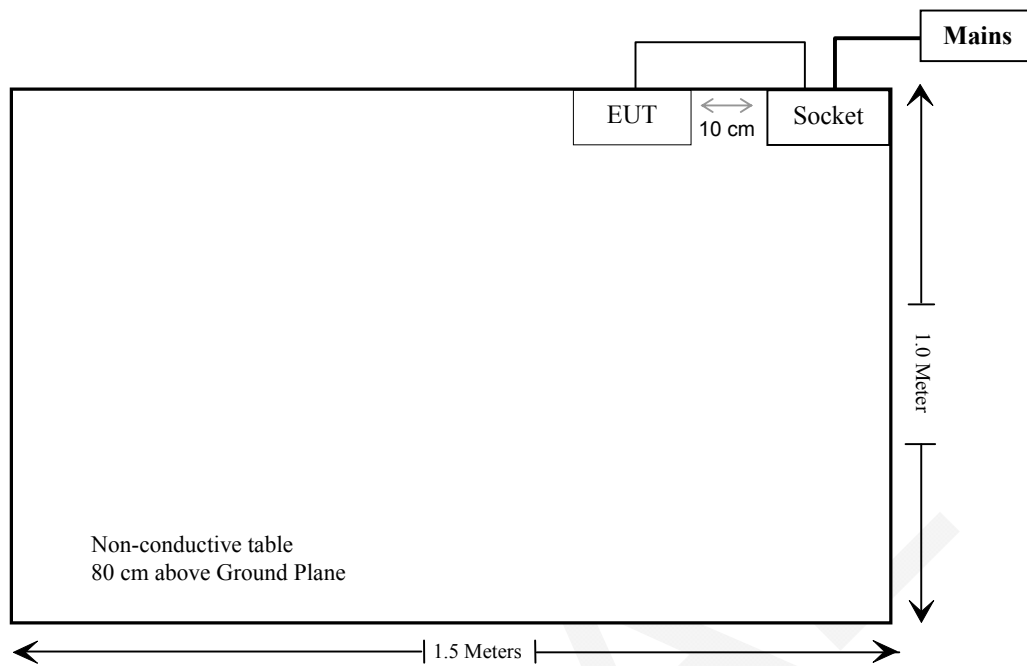 Mains
EUT
10 cm
Socket
1.0 Meter
Non-conductive table
80 cm above Ground Plane
1.5 Meters